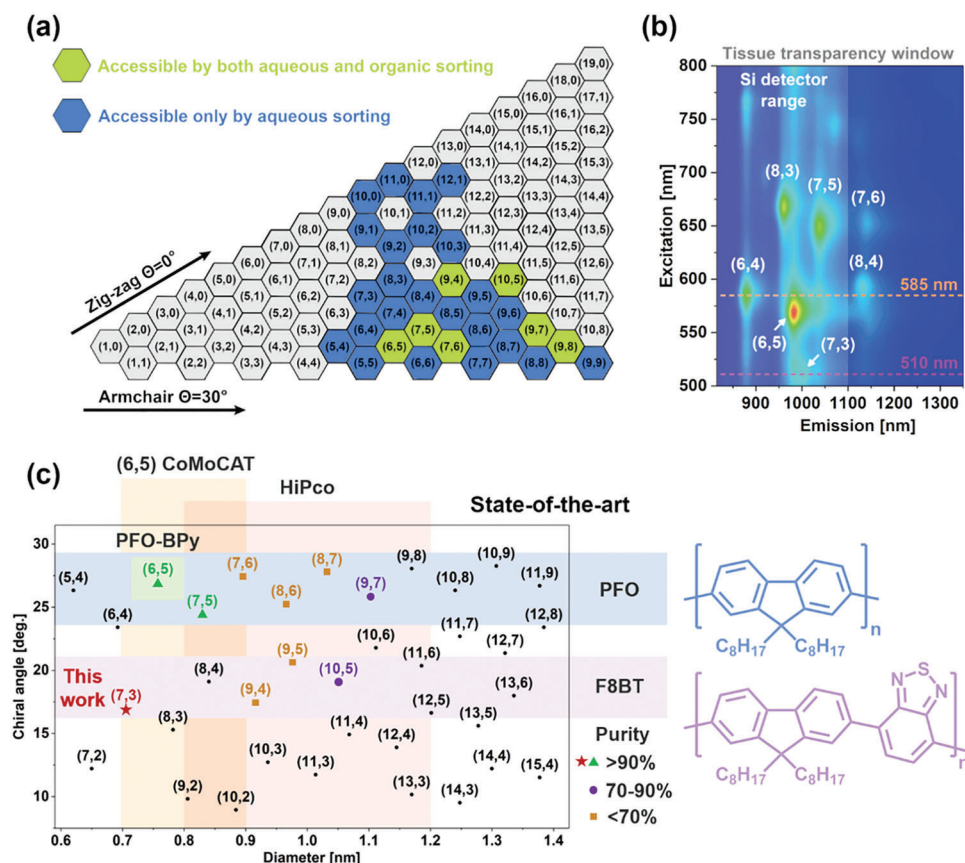 (a)
Accessible by both aqueous and organic sorting
Accessible only by aqueous sorting
(19,0)
(18,0)
(16,0) (17,1)
(15,0) (16,1)
(14,0) (15,1) (16,2)
(13,0) (14,1) (15,2)
(12,0) (13,1) (14,2) (15,3)
(11,0) (12,1) (13,2) (14,3)
(10,0) (11,1) (12,2) (13,3) (14,4)
(9,0) (10,1) (11,2) (12,3) (13,4)
(8,0) (9,1) (10,2) (11,3) (12,4) (13,5)
(7,0) (8,1) (9,2) (10,3) (11,4) (12,5)
(6,0) (7,1) (8,2) (9,3) (10,4) (11,5) (12,6)
(5,0) (6,1) (7,2) (8,3) (9,4) (10,5) (11,6)
(4,0) (5,1) (6,2) (7,3) (8,4) (9,5) (10,6) (11,7)
(3,0) (4,1) (5,2) (6,3) (7,4) (8,5) (9,6) (10,7)
(2,0) (3,1) (4,2) (5,3) (6,4) (7,5) (8,6) (9,7) (10,8)
(1,0) (2,1) (3,2) (4,3) (5,4) (6,5) (7,6) (8,7) (9,8)
(1,1) (2,2) (3,3) (4,4) (5,5) (6,6) (7,7) (8,8) (9,9)
Zig-zag Θ=0°
Armchair Θ=30°
(b)
Tissue transparency window
Si detector
range
800
750
700
650
600
550
500
Excitation [nm]
(8,3)
(7,5)
(7,6)
(6,4)
(8,4)
585 nm
(6,5)
(7,3)
510 nm
900 1000 1100 1200 1300
Emission [nm]
(c)
(6,5) CoMoCAT
HiPco
State-of-the-art
PFO-BPy
30
25
20
15
10
Chiral angle [deg.]
(5,4)
(6,5)
(7,6)
(8,7)
(9,8)
(10,9)
(7,5)
(8,6)
(9,7)
(10,8)
(11,9)
(6,4)
(11,7)
(12,8)
(10,6)
(12,7)
(9,5)
(11,6)
(8,4)
(10,5)
(13,6)
This
work
(7,3)
(9,4)
(12,5)
(8,3)
(13,5)
(11,4)
(7,2)
(10,3)
(11,3)
(12,4)
(14,4)
(15,4)
(9,2)
(10,2)
(13,3)
(14,3)
0.6 0.7 0.8 0.9 1.0 1.1 1.2 1.3 1.4
Diameter [nm]
PFO
F8BT
Purity
>90%
70-90%
<70%
C8H17 C8H17
n
N S N
C8H17 C8H17
n